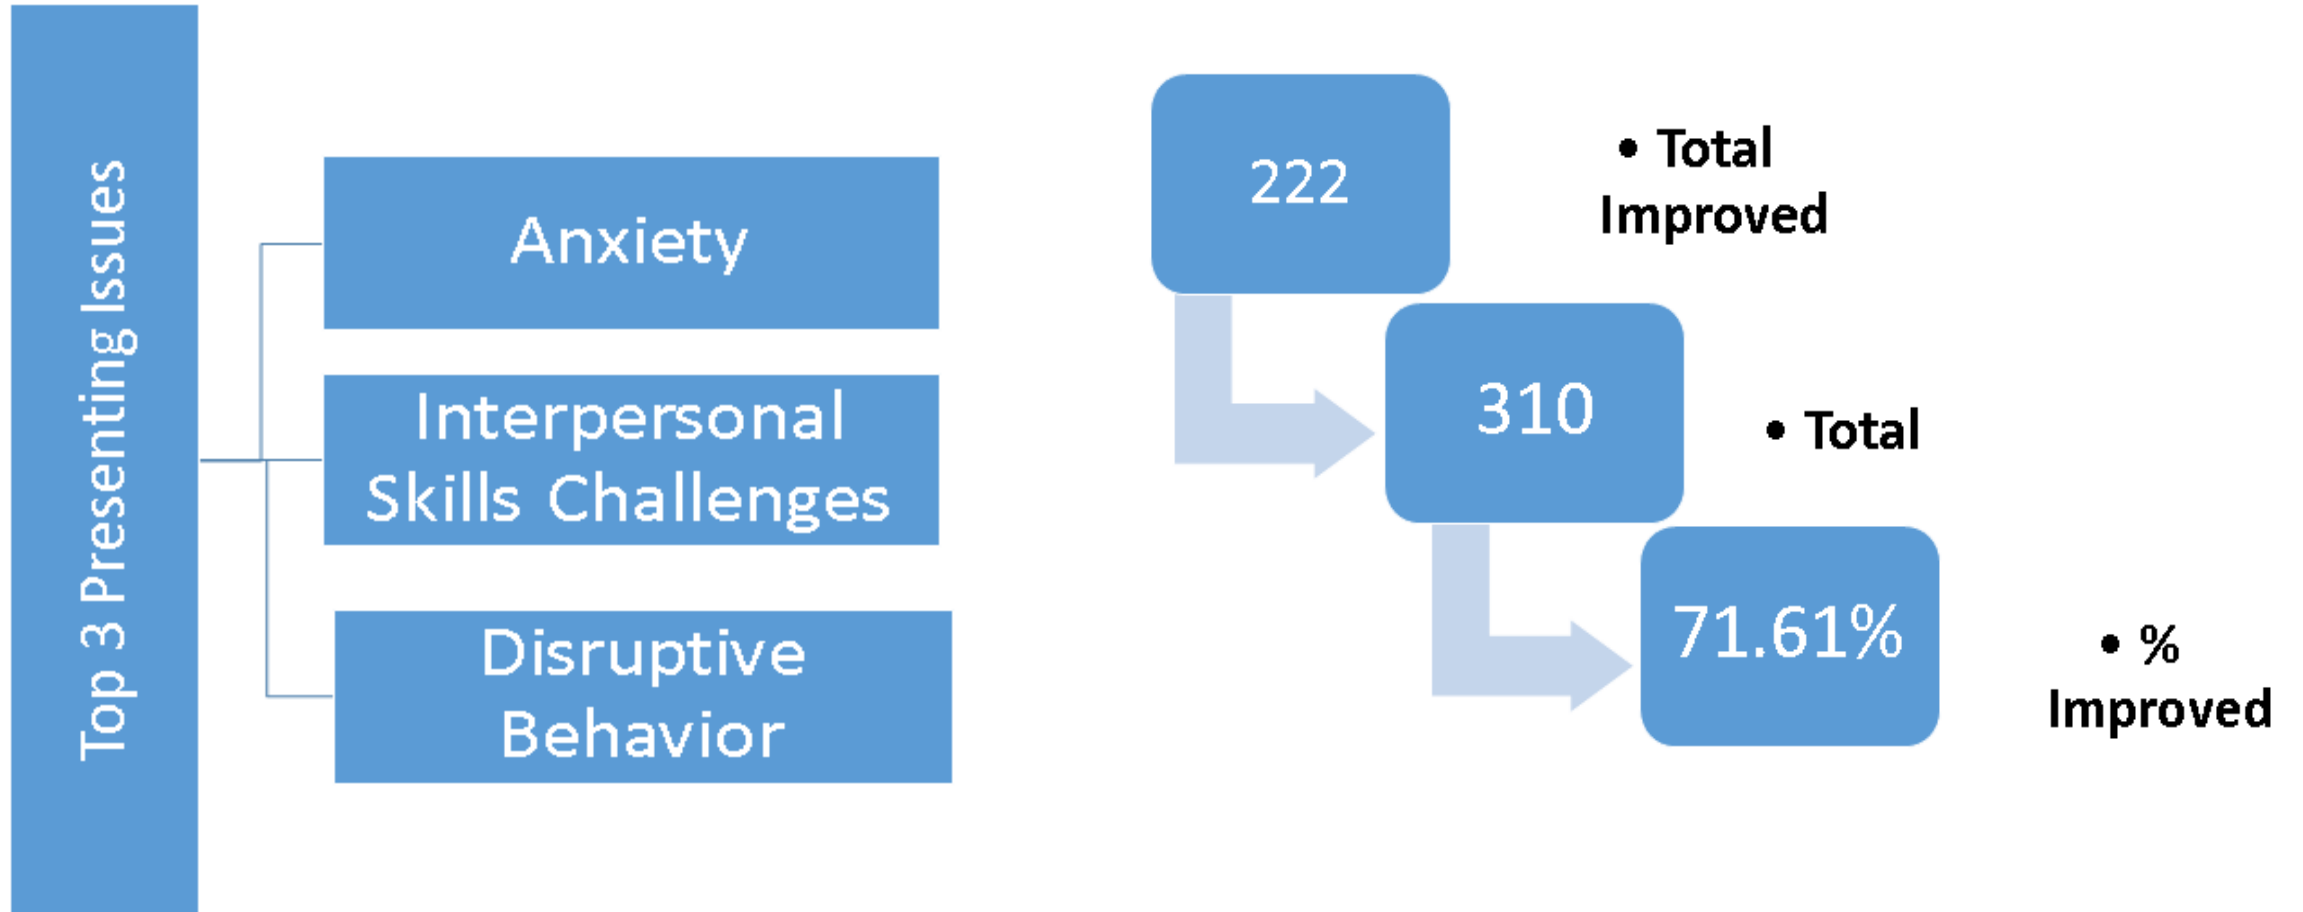 Top 3 Presenting Issues
Anxiety
Interpersonal
Skills Challenges
Disruptive
Behavior
222
• Total
Improved
310
• Total
71.61%
• %
Improved